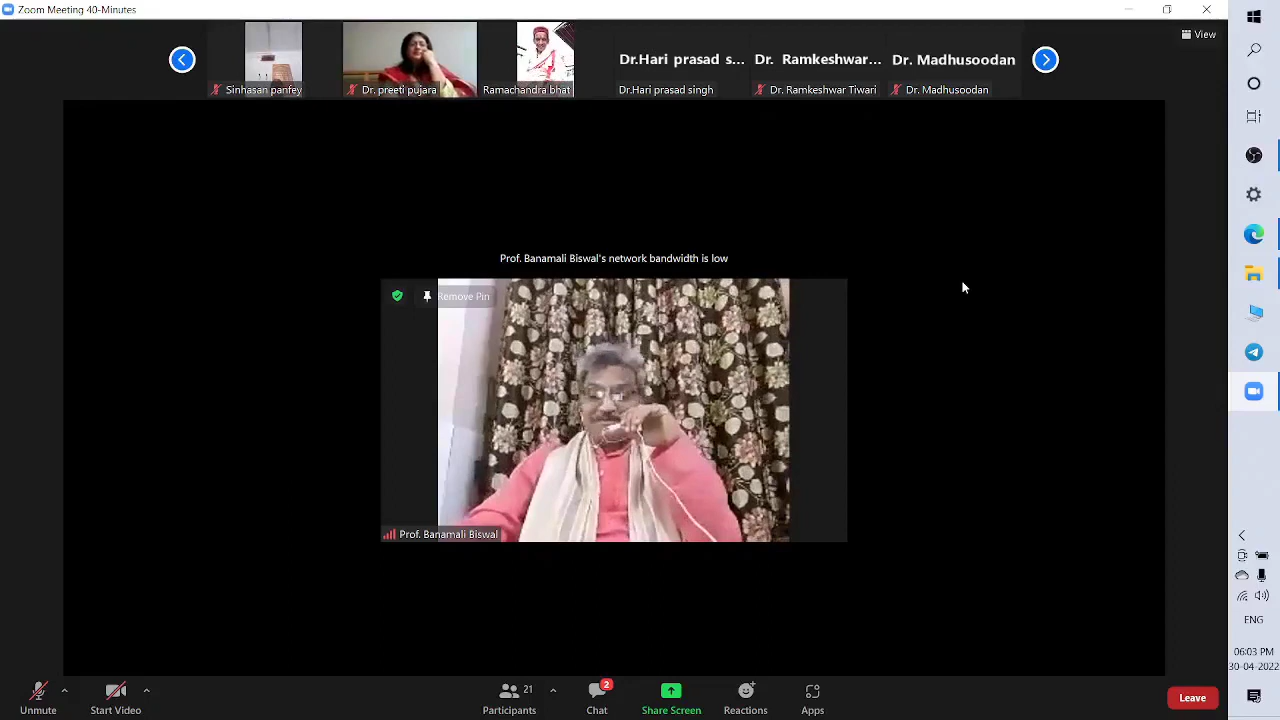 Zoom Meeting 40-Minutes
View
Dr.Hari prasad s...
Dr. Ramkeshwar...
Dr. Madhusoodan
Sinhasan panfey
Dr. preeti pujara
Ramachandra bhat
Dr.Hari prasad singh
Dr. Ramkeshwar Tiwari
Dr. Madhusoodan
Prof. Banamali Biswal's network bandwidth is low
Remove Pin
Prof. Banamali Biswal
ENG
06:03 PM
30-04-2022
21
2
Unmute
Start Video
Participants
Chat
Share Screen
Reactions
Apps
Leave